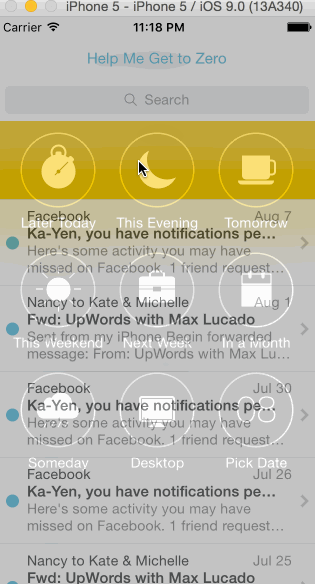 iPhone 5 - iPhone 5 / iOS 9.0 (13A340)
Carrier 11:18 PM
Help Me Get to Zero
Search
Later Today This Evening Tomorrow
Facebook Aug 7
Ka-Yen, you have notifications pe...
Here's some activity you may have
missed on Facebook. 1 friend request...
This Weekend Next Week In a Month
Nancy to Kate & Michelle Aug 1
Fwd: UpWords with Max Lucado
Sent from my iPhone Begin forwarded
message: From: UpWords with Max Lu...
Someday Desktop Pick Date
Facebook Jul 30
Ka-Yen, you have notifications pe...
Here's some activity you may have
missed on Facebook. 1 friend request...
Facebook Jul 26
Ka-Yen, you have notifications pe...
Here's some activity you may have
missed on Facebook. 1 friend request...
Nancy to Kate & Michelle Jul 25
Fwd: UpWords with Max Lucado